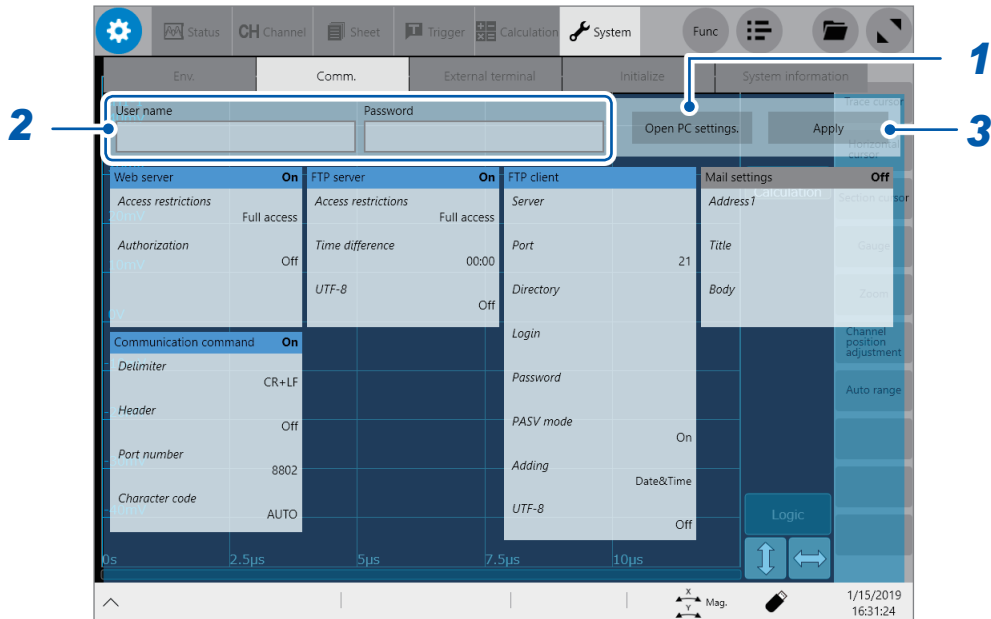 Status
CH Channel
Sheet
Trigger
Calculation
System
Func
1
Env.
Comm.
External terminal
Initialize
System information
2
User name
Password
Open PC settings.
Apply
3
Trace cursor
Horizontal
cursor
Web server On
Access restrictions
Full access
Authorization
Off
FTP server On
Access restrictions
Full access
Time difference
00:00
UTF-8
Off
FTP client
Server
Port
21
Directory
Login
Password
PASV mode
On
Adding
Date&Time
UTF-8
Off
Mail settings Off
Address1
Title
Body
Calculation
Section cursor
Gauge
Zoom
Channel
position
adjustment
Auto range
Communication command On
Delimiter
CR+LF
Header
Off
Port number
8802
Character code
AUTO
20mV
10mV
0V
Logic
0s
2.5μs
5μs
7.5μs
10μs
X
Y
Mag.
1/15/2019
16:31:24